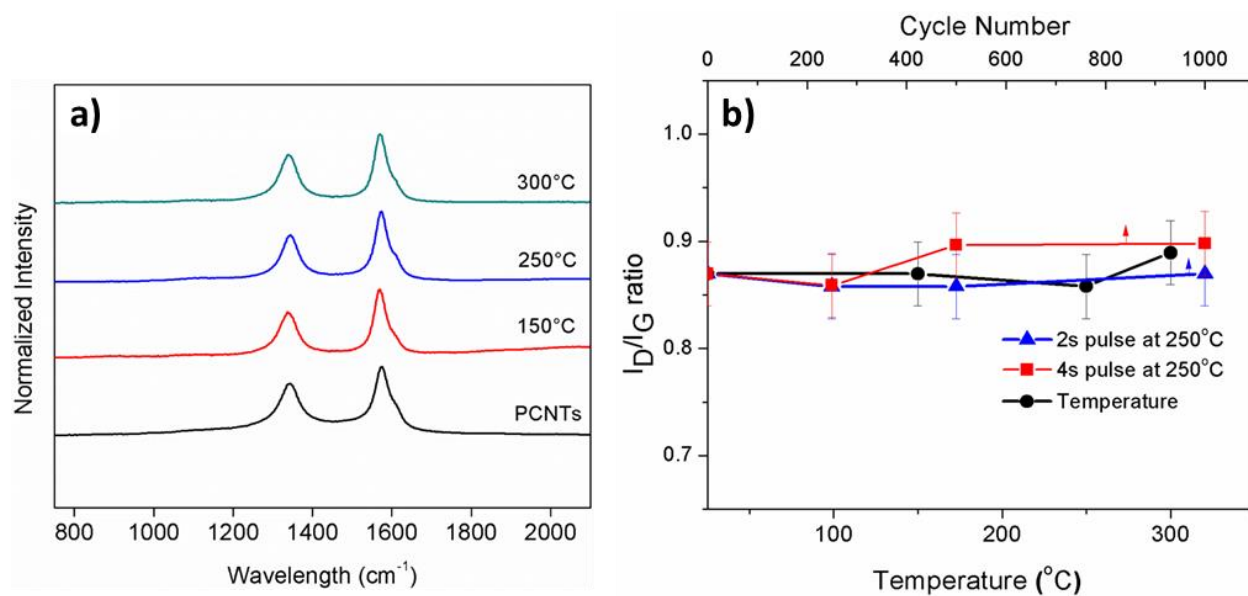 a)
Normalized Intensity
300°C
250°C
150°C
PCNTs
800 1000 1200 1400 1600 1800 2000
Wavelength (cm-1)
Cycle Number
0 200 400 600 800 1000
b)
ID/IG ratio
1.0
0.9
0.8
0.7
2s pulse at 250°C
4s pulse at 250°C
Temperature
100 200 300
Temperature (°C)